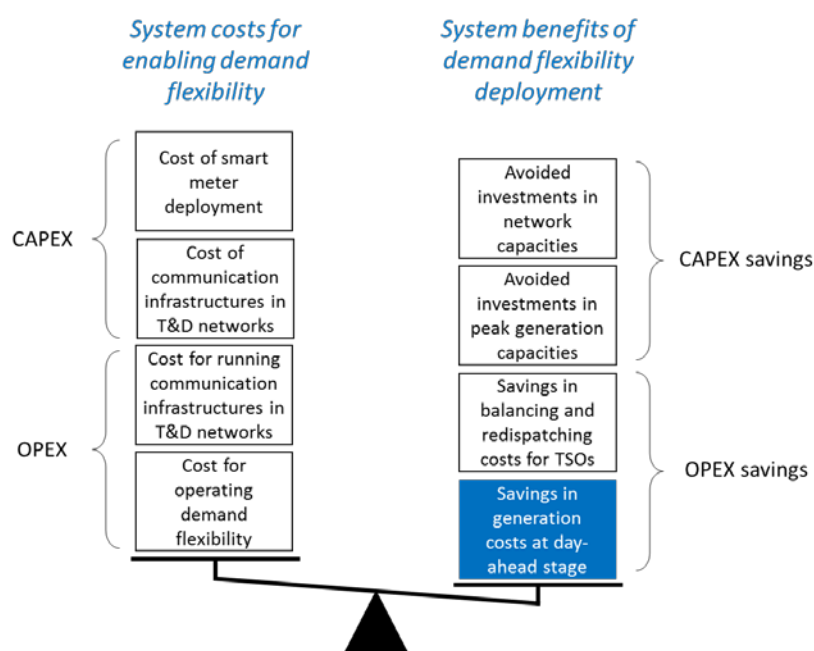 System costs for
enabling demand
flexibility
System benefits of
demand flexibility
deployment
CAPEX
Cost of smart
meter
deployment
Cost of
communication
infrastructures in
T&D networks
OPEX
Cost for running
communication
infrastructures in
T&D networks
Cost for
operating
demand
flexibility
Avoided
investments in
network
capacities
Avoided
investments in
peak generation
capacities
CAPEX savings
Savings in
balancing and
redispatching
costs for TSOs
Savings in
generation
costs at day-
ahead stage
OPEX savings